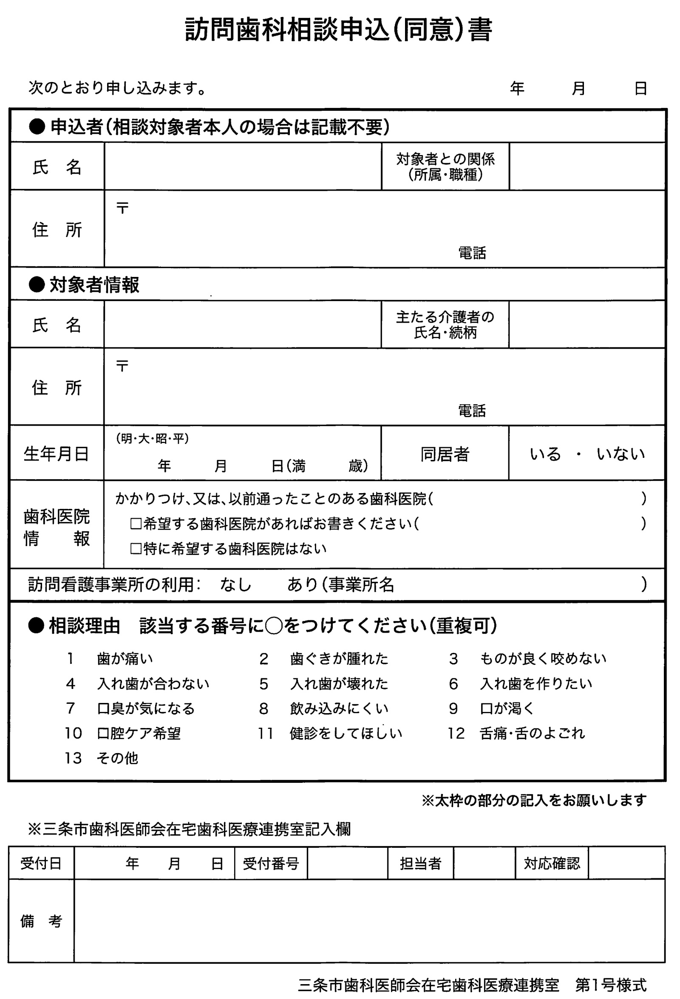 訪問歯科相談申込（同意）書
次のとおり申し込みます。　年　月　日
●申込者（相談対象者本人の場合は記載不要）
氏　名　対象者との関係
（所属・職種）
〒
住　所
電話
●対象者情報
氏　名　主たる介護者の
氏名・続柄
〒
住　所
電話
生年月日　（明・大・昭・平）
年　月　日（満　歳）　同居者　いる ・ いない
歯科医院
情　報
かかりつけ、又は、以前通ったことのある歯科医院（　）
□希望する歯科医院があればお書きください（　）
□特に希望する歯科医院はない
訪問看護事業所の利用：　なし　あり（事業所名　）
●相談理由　該当する番号に○をつけてください（重複可）
1　歯が痛い　2　歯ぐきが腫れた　3　ものが良く咬めない
4　入れ歯が合わない　5　入れ歯が壊れた　6　入れ歯を作りたい
7　口臭が気になる　8　飲み込みにくい　9　口が渇く
10　口腔ケア希望　11　健診をしてほしい　12　舌痛・舌のよごれ
13　その他
※太枠の部分の記入をお願いします
※三条市歯科医師会在宅歯科医療連携室記入欄
受付日　年　月　日　受付番号　担当者　対応確認
備　考
三条市歯科医師会在宅歯科医療連携室　第1号様式